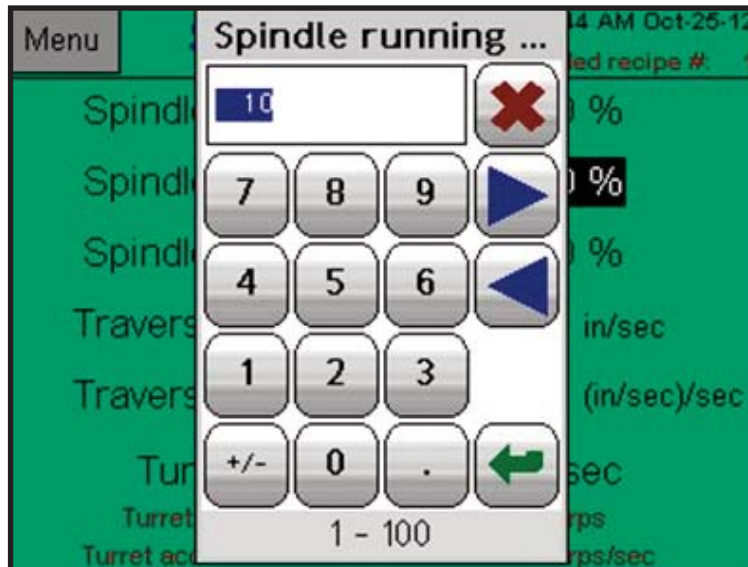 Menu
Spindle running ...
44 AM Oct-25-12
recipe #:
10
Spindl %
Spindl %
Spindl %
7 8 9
4 5 6
Travers in/sec
1 2 3
Travers (in/sec)/sec
+/- 0 .
Tur sec
Turret rps
1 - 100
Turret acc rps/sec